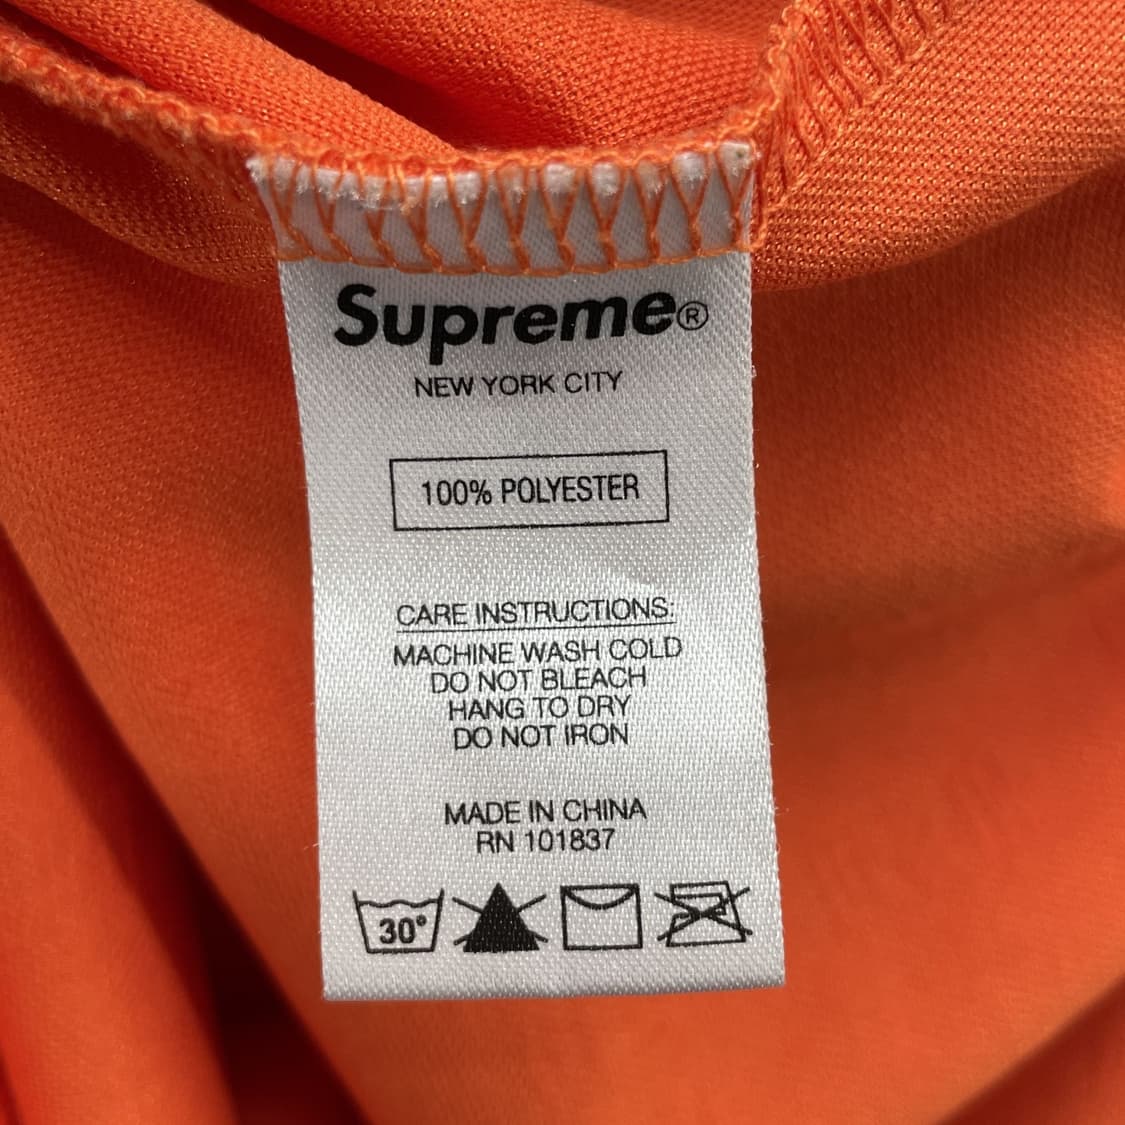 Supreme®
NEW YORK CITY
100% POLYESTER
CARE INSTRUCTIONS:
MACHINE WASH COLD
DO NOT BLEACH
HANG TO DRY
DO NOT IRON
MADE IN CHINA
RN 101837
30°